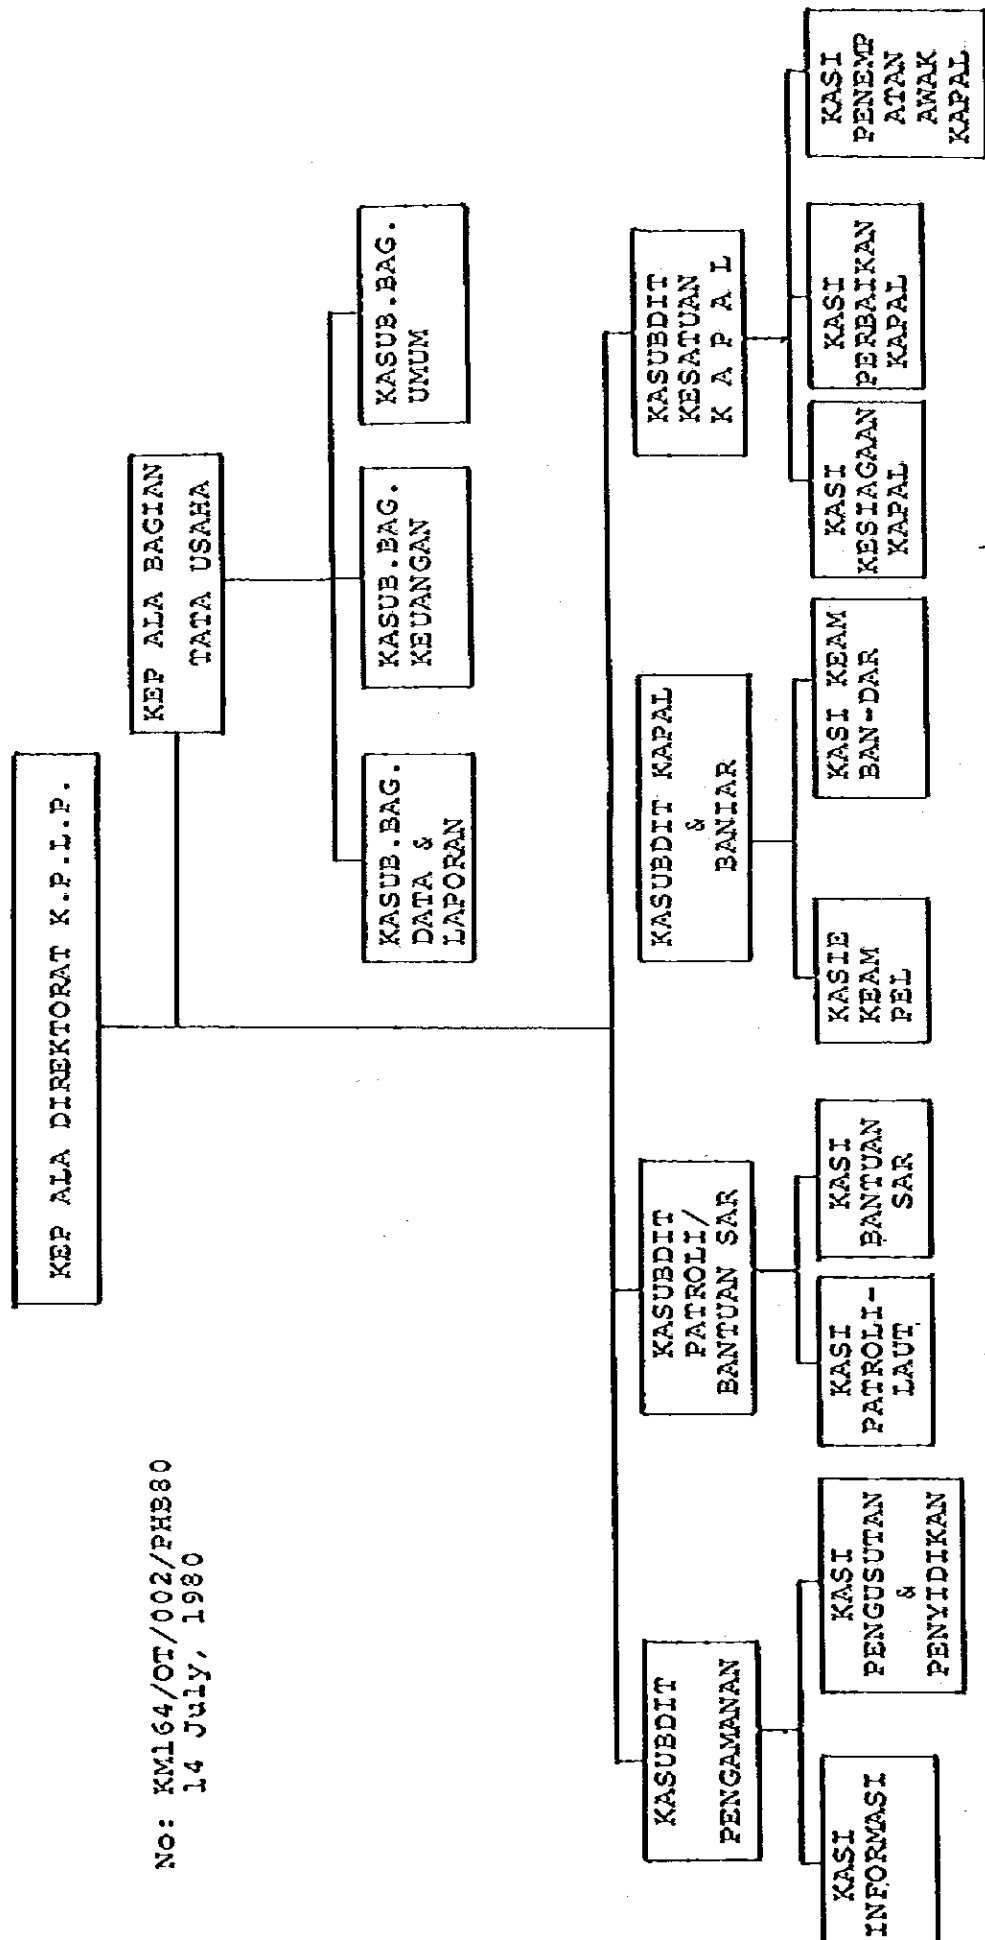 KEP ALA DIREKTORAT K.P.L.P.
No: KM164/OT/002/PHB80
14 July, 1980
KEP ALA BAGIAN
TATA USAHA
KASUB.BAG.
DATA &
LAPORAN
KASUB.BAG.
KEUANGAN
KASUB.BAG.
UMUM
KASUBDIT
PENGAMANAN
KASUBDIT
PATROLI/
BANTUAN SAR
KASUBDIT KAPAL
&
BANIAR
KASUBDIT
KESATUAN
K A P A L
KASI
INFORMASI
KASI
PENGUSUTAN
&
PENYIDIKAN
KASI
PATROLI-
LAUT
KASI
BANTUAN
SAR
KASIE
KEAM
PEL
KASI KEAM
BAN-DAR
KASI
KESIAGAAN
KAPAL
KASI
PERBAIKAN
KAPAL
KASI
PENEMP
ATAN
AWAK
KAPAL